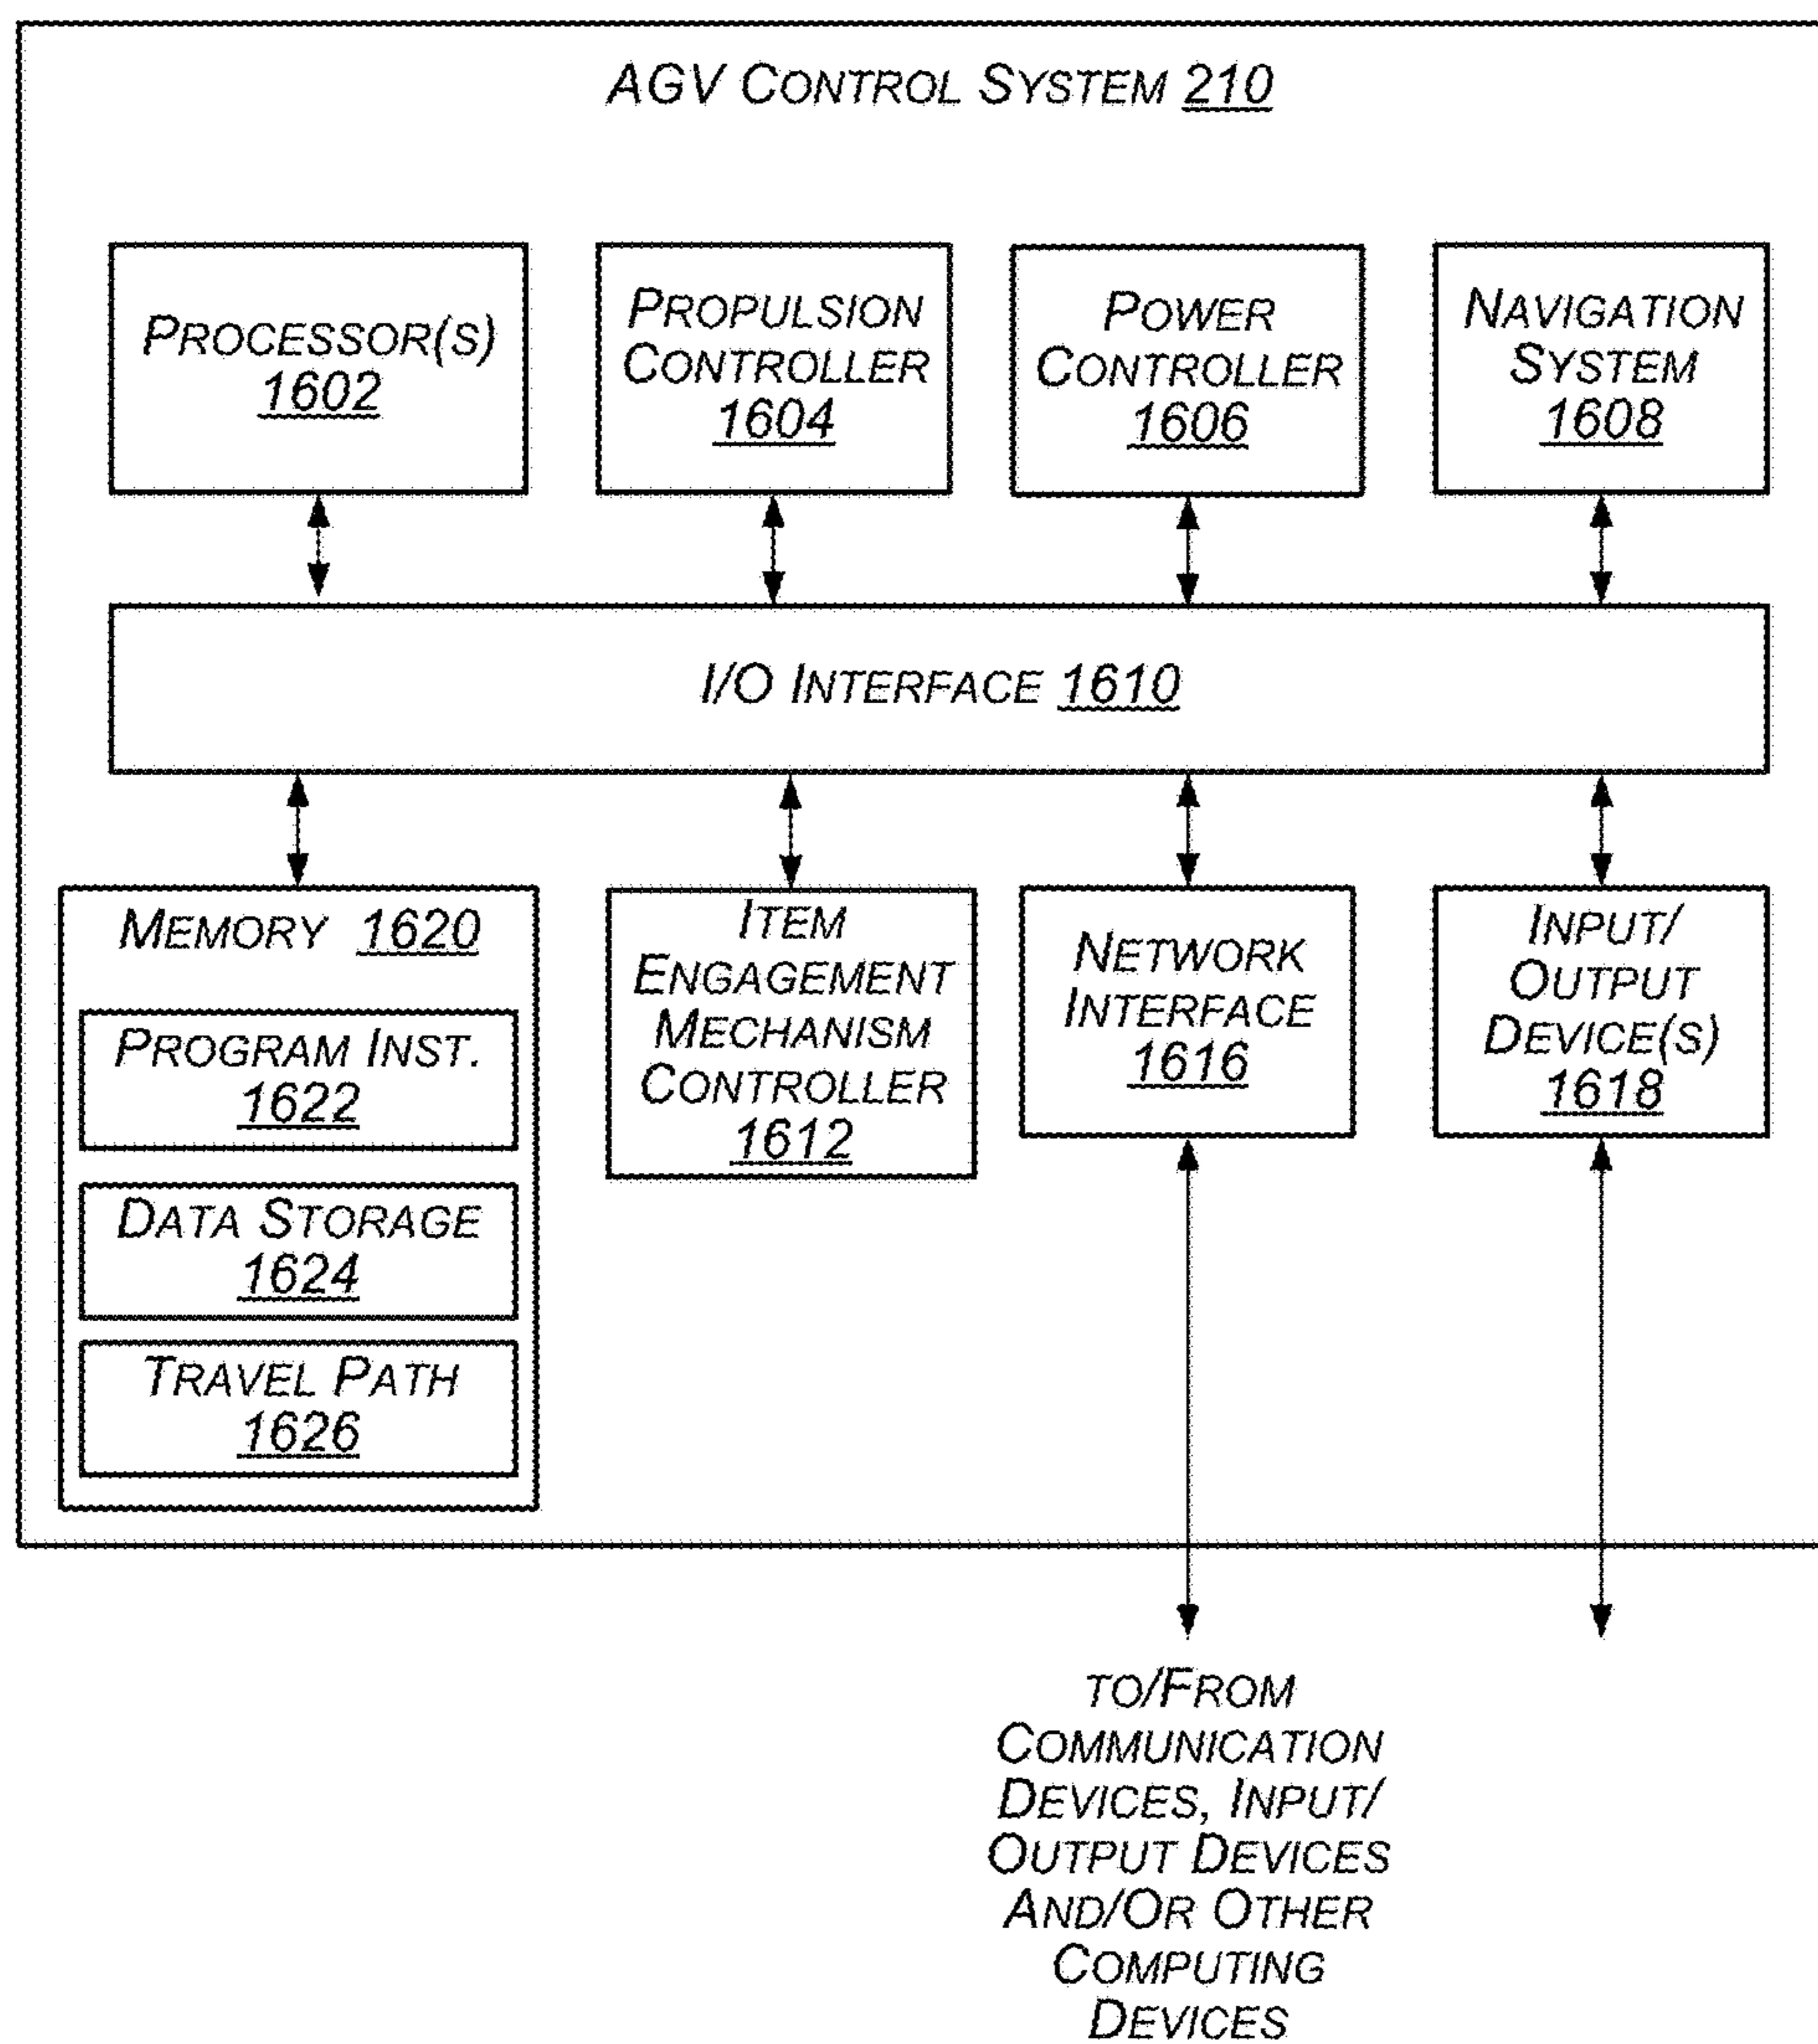 AGV CONTROL SYSTEM 210
PROCESSOR(S)
1602
PROPULSION
CONTROLLER
1604
POWER
CONTROLLER
1606
NAVIGATION
SYSTEM
1608
I/O INTERFACE 1610
MEMORY 1620
PROGRAM INST.
1622
DATA STORAGE
1624
TRAVEL PATH
1626
ITEM
ENGAGEMENT
MECHANISM
CONTROLLER
1612
NETWORK
INTERFACE
1616
INPUT/
OUTPUT
DEVICE(S)
1618
TO/FROM
COMMUNICATION
DEVICES, INPUT/
OUTPUT DEVICES
AND/OR OTHER
COMPUTING
DEVICES